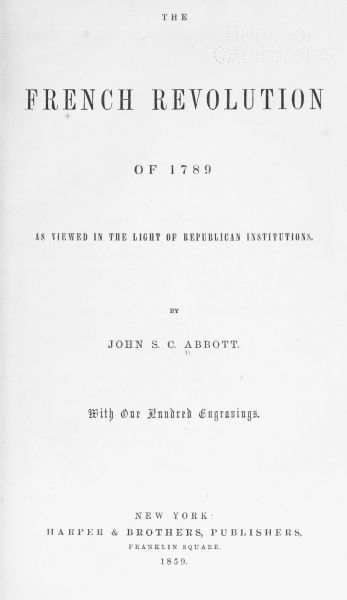 THE
UNIV. OF
CALIFORNIA
FRENCH REVOLUTION
OF 1789
AS VIEWED IN THE LIGHT OF REPUBLICAN INSTITUTIONS.
BY
JOHN S. C. ABBOTT.
With One Hundred Engravings.
NEW YORK:
HARPER & BROTHERS, PUBLISHERS,
FRANKLIN SQUARE.
1859.